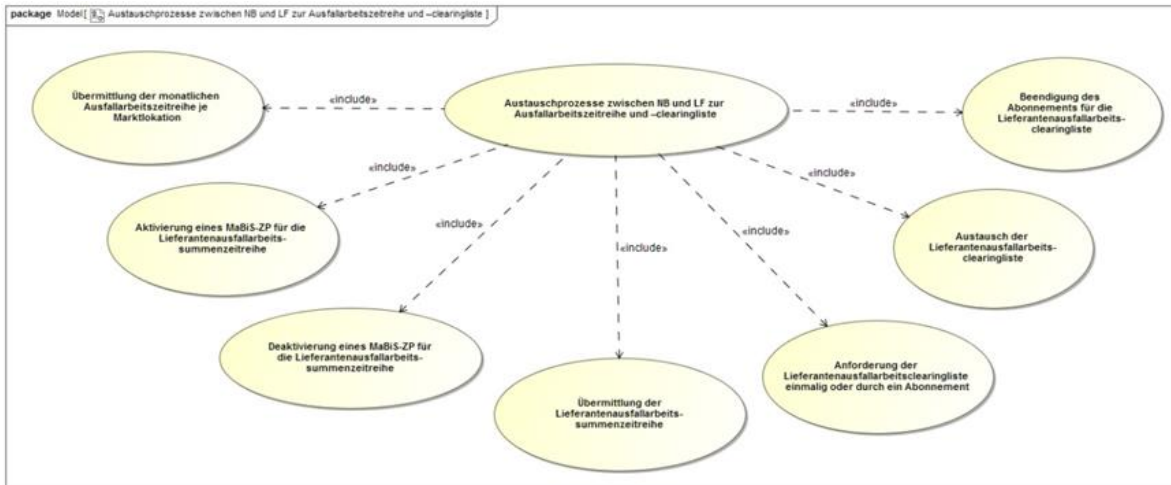 package Model[ Austauschprozesse zwischen NB und LF zur Ausfallarbeitszeitreihe und –clearingliste ]
Übermittlung der monatlichen
Ausfallarbeitszeitreihe je
Marktlokation
«include»
Austauschprozesse zwischen NB und LF zur
Ausfallarbeitszeitreihe und –clearingliste
«include»
Beendigung des
Abonnements für die
Lieferantenausfallarbeits-
clearingliste
«include»
«include»
Aktivierung eines MaBiS-ZP für die
Lieferantenausfallarbeits-
summenzeitreihe
«include»
«include»
«include»
Austausch der
Lieferantenausfallarbeits-
clearingliste
Deaktivierung eines MaBiS-ZP für
die Lieferantenausfallarbeits-
summenzeitreihe
Übermittlung der
Lieferantenausfallarbeits-
summenzeitreihe
Anforderung der
Lieferantenausfallarbeitsclearingliste
einmalig oder durch ein Abonnement